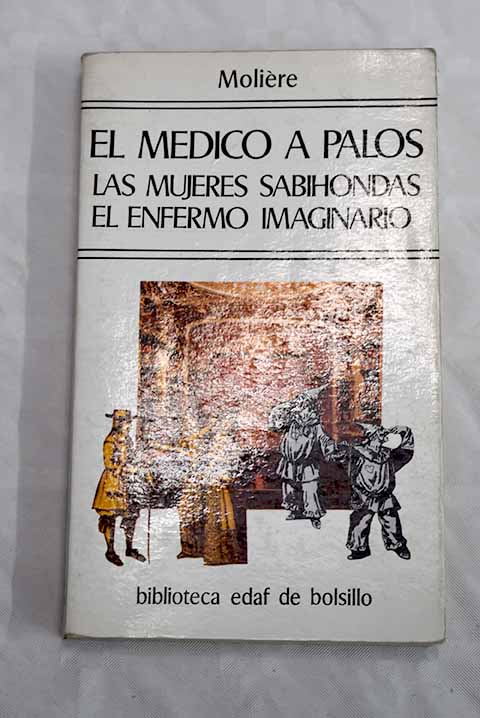 Molière
EL MEDICO A PALOS
LAS MUJERES SABIHONDAS
EL ENFERMO IMAGINARIO
biblioteca edaf de bolsillo